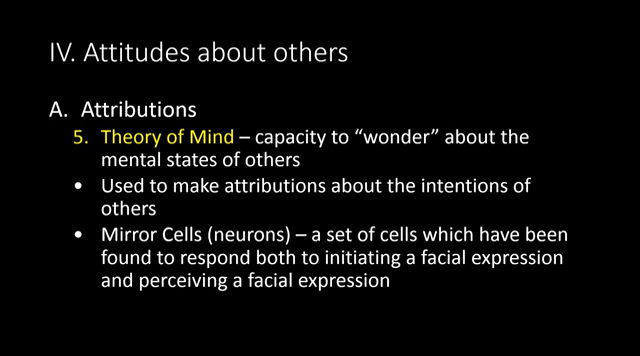 IV. Attitudes about others
A. Attributions
5. Theory of Mind – capacity to “wonder” about the
mental states of others
• Used to make attributions about the intentions of
others
• Mirror Cells (neurons) – a set of cells which have been
found to respond both to initiating a facial expression
and perceiving a facial expression